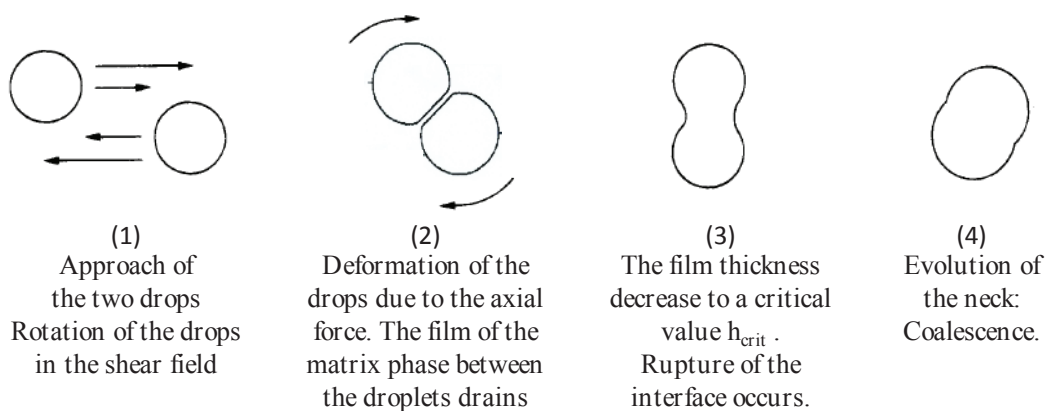 (1)
Approach of
the two drops
Rotation of the drops
in the shear field
(2)
Deformation of the
drops due to the axial
force. The film of the
matrix phase between
the droplets drains
(3)
The film thickness
decrease to a critical
value h_crit .
Rupture of the
interface occurs.
(4)
Evolution of
the neck:
Coalescence.